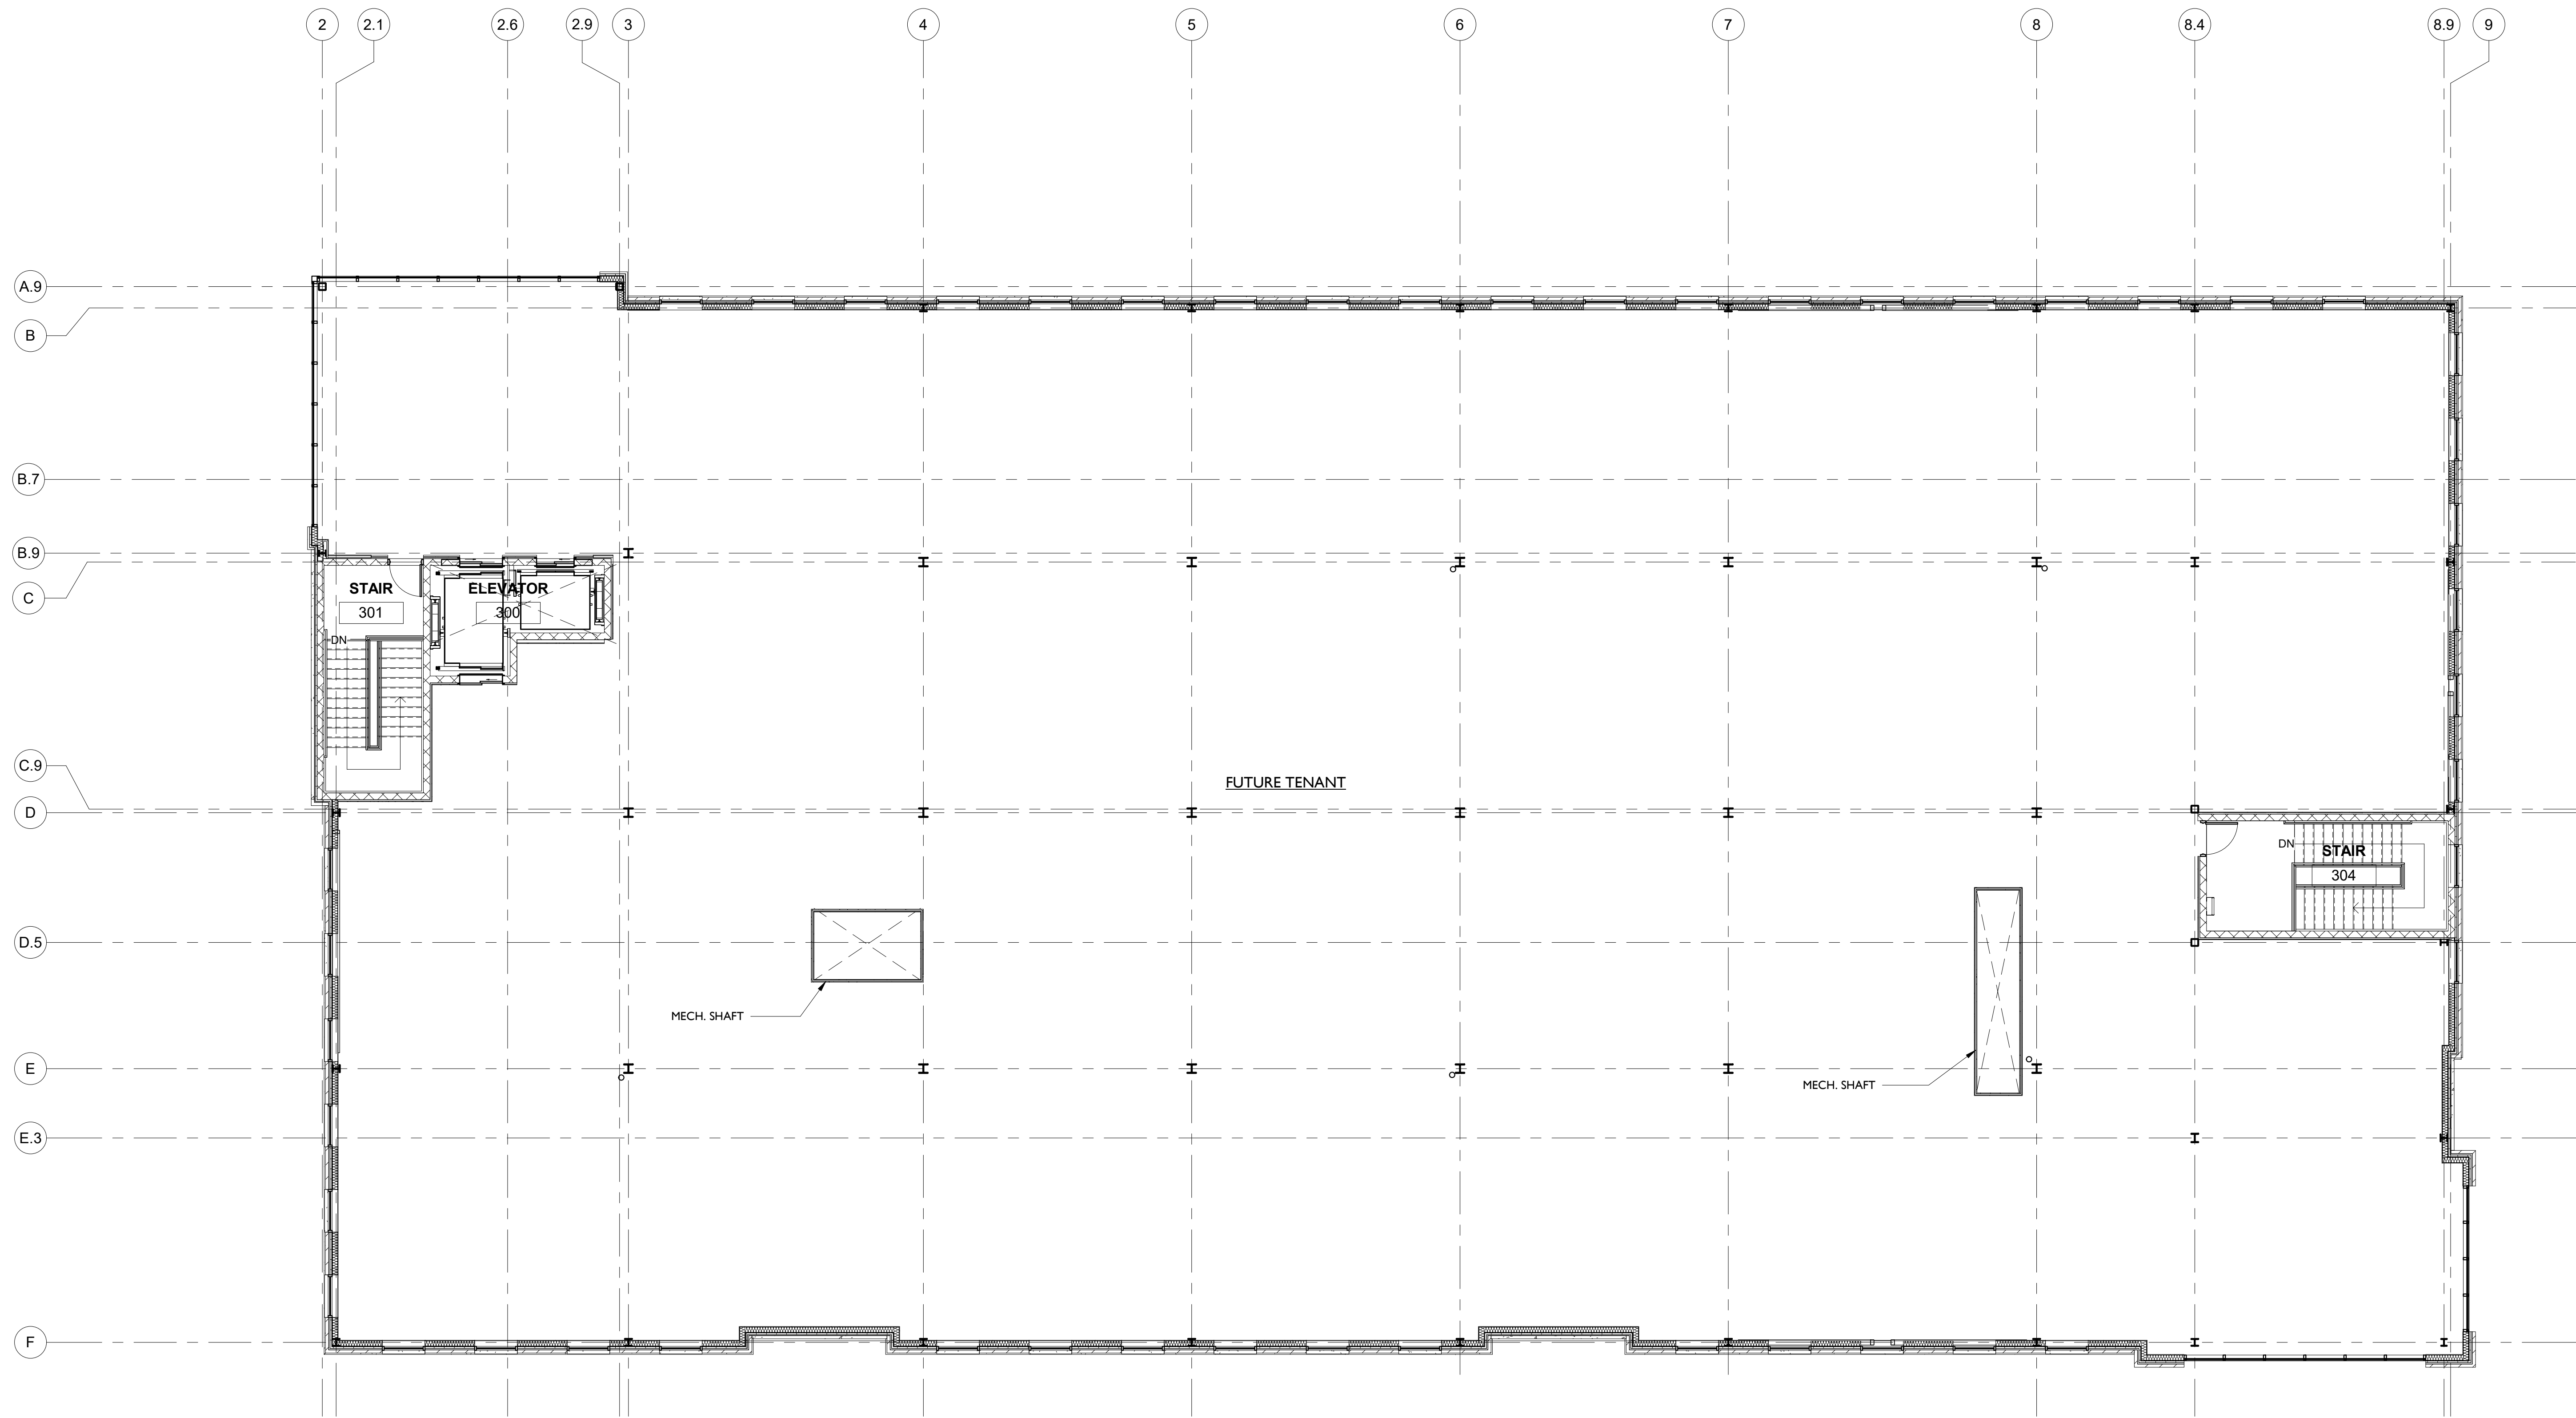 2
2.1
2.6
2.9
3
4
5
6
7
8
8.4
8.9
9
A.9
B
B.7
B.9
C
STAIR
301
ELEVATOR
300
DN
C.9
D
FUTURE TENANT
DN
STAIR
304
D.5
MECH. SHAFT
E
MECH. SHAFT
E.3
F